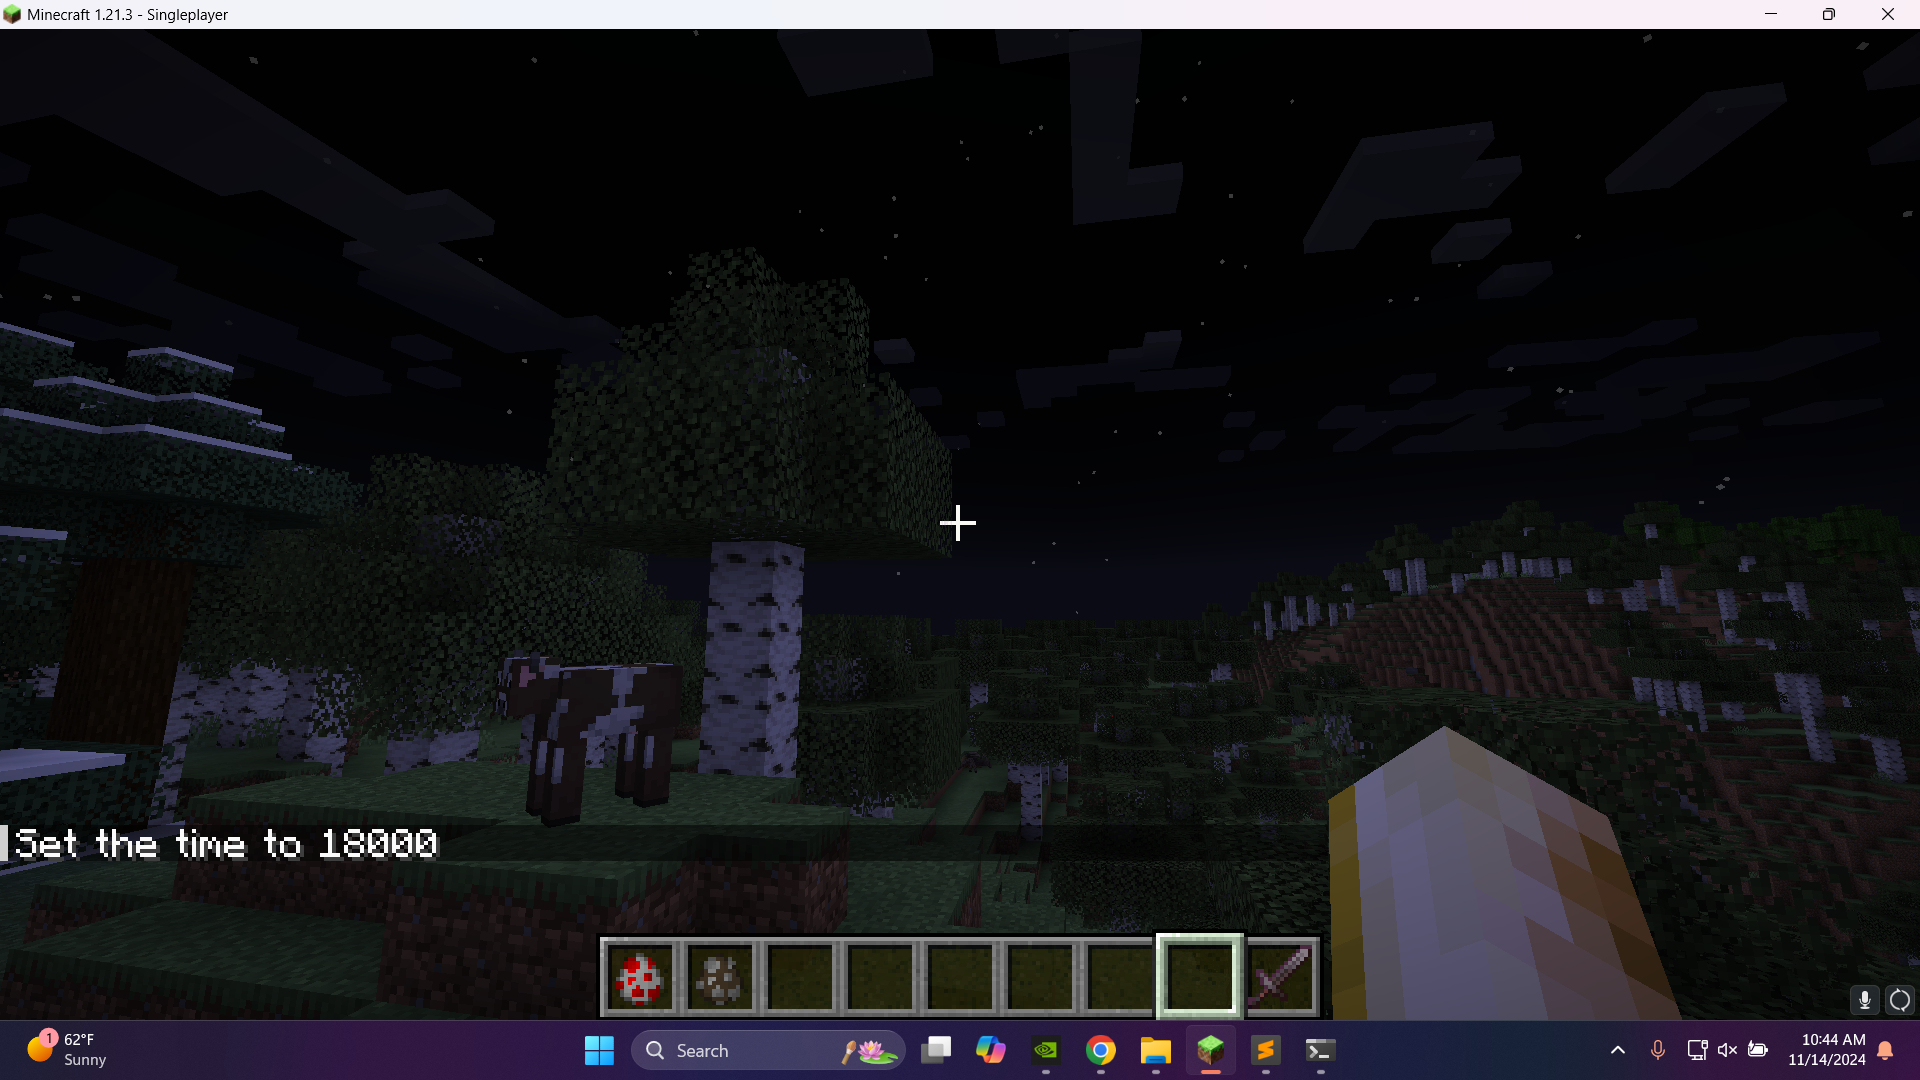 Minecraft 1.21.3 - Singleplayer
Set the time to 18000
1
62°F
Sunny
Search
10:44 AM
11/14/2024